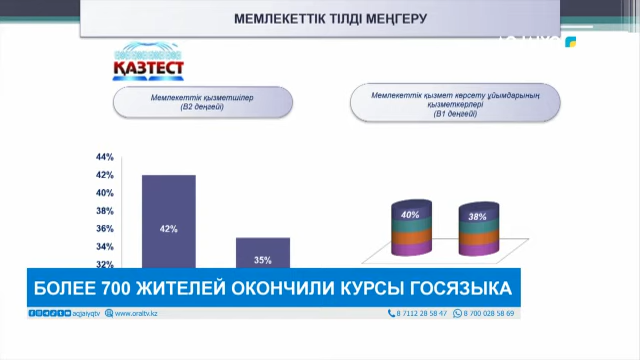 МЕМЛЕКЕТТІК ТІЛДІ МЕҢГЕРУ
ҚАЗТЕСТ
Мемлекеттік қызметшілер
(В2 деңгейі)
Мемлекеттік қызмет көрсету ұйымдарының
қызметкерлері
(В1 деңгейі)
44%
42%
40%
38%
36%
34%
32%
42%
35%
40%
38%
БОЛЕЕ 700 ЖИТЕЛЕЙ ОКОНЧИЛИ КУРСЫ ГОСЯЗЫКА
aqjaiyqtv
www.oraltv.kz
8 7112 28 58 47
8 700 028 58 69